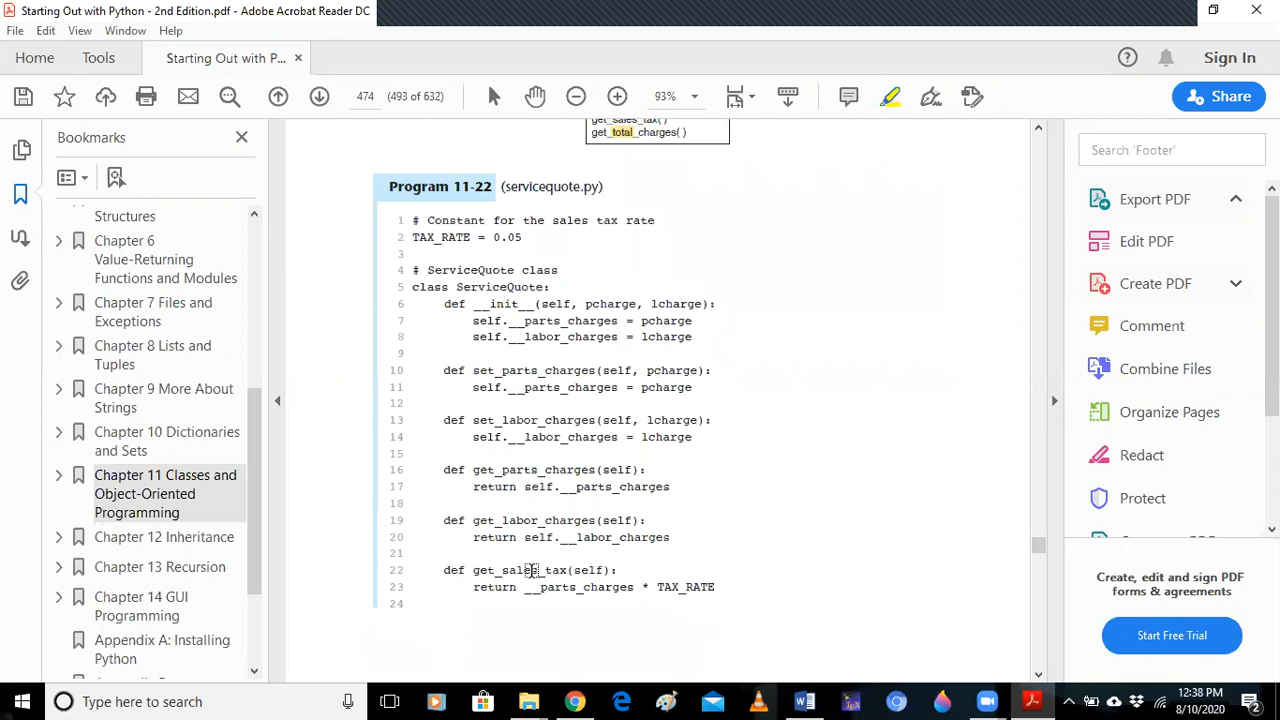 Starting Out with Python - 2nd Edition.pdf - Adobe Acrobat Reader DC
File Edit View Window Help
Home Tools Starting Out with P... × Sign In
474 (493 of 632) 93% Share
Bookmarks
Structures
Chapter 6
Value-Returning
Functions and Modules
Chapter 7 Files and
Exceptions
Chapter 8 Lists and
Tuples
Chapter 9 More About
Strings
Chapter 10 Dictionaries
and Sets
Chapter 11 Classes and
Object-Oriented
Programming
Chapter 12 Inheritance
Chapter 13 Recursion
Chapter 14 GUI
Programming
Appendix A: Installing
Python
get_sales_tax( )
get_total_charges( )
Program 11-22 (servicequote.py)
1 # Constant for the sales tax rate
2 TAX_RATE = 0.05
3
4 # ServiceQuote class
5 class ServiceQuote:
6 def __init__(self, pcharge, lcharge):
7 self.__parts_charges = pcharge
8 self.__labor_charges = lcharge
9
10 def set_parts_charges(self, pcharge):
11 self.__parts_charges = pcharge
12
13 def set_labor_charges(self, lcharge):
14 self.__labor_charges = lcharge
15
16 def get_parts_charges(self):
17 return self.__parts_charges
18
19 def get_labor_charges(self):
20 return self.__labor_charges
21
22 def get_sales_tax(self):
23 return __parts_charges * TAX_RATE
24
Search 'Footer'
Export PDF
Edit PDF
Create PDF
Comment
Combine Files
Organize Pages
Redact
Protect
Create, edit and sign PDF
forms & agreements
Start Free Trial
Type here to search
12:38 PM
8/10/2020
2